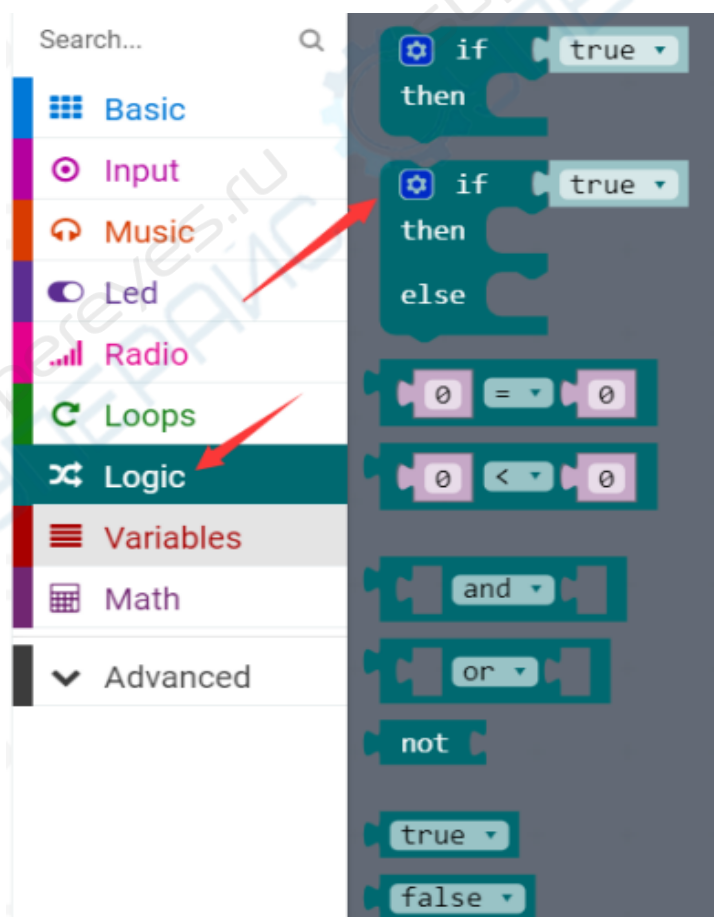 Search...
Basic
Input
Music
Led
Radio
Loops
Logic
Variables
Math
Advanced
if true
then
if true
then
else
0 = 0
0 < 0
and
or
not
true
false